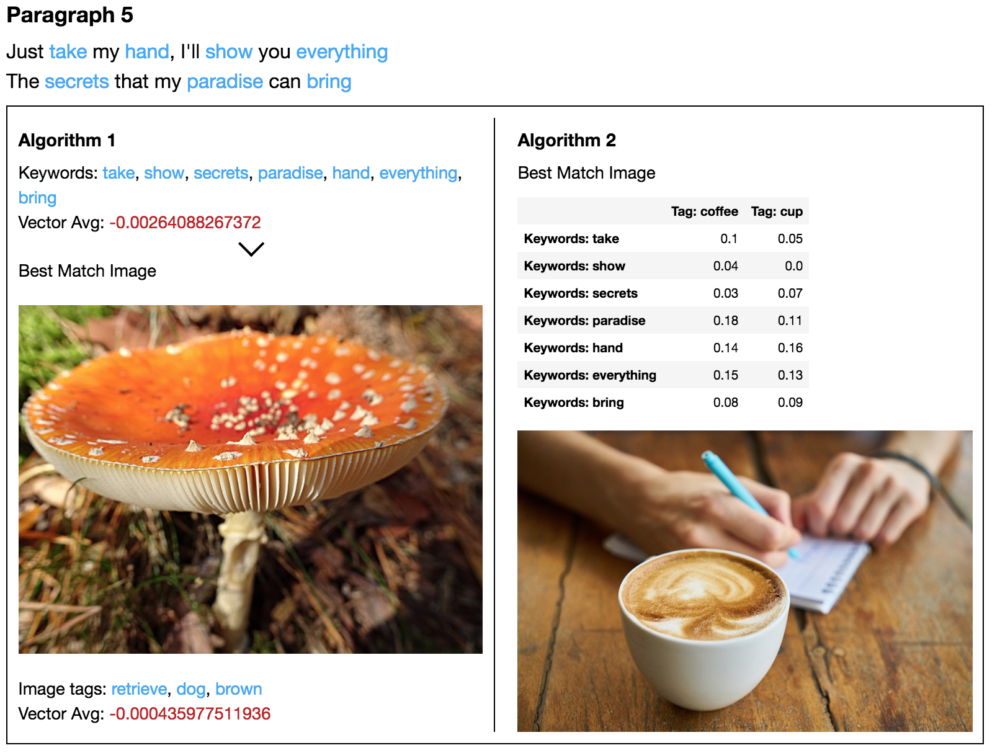 Paragraph 5
Just take my hand, I'll show you everything
The secrets that my paradise can bring
Algorithm 1
Keywords: take, show, secrets, paradise, hand, everything,
bring
Vector Avg: -0.00264088267372
Best Match Image
Image tags: retrieve, dog, brown
Vector Avg: -0.000435977511936
Algorithm 2
Best Match Image
Tag: coffee Tag: cup
Keywords: take 0.1 0.05
Keywords: show 0.04 0.0
Keywords: secrets 0.03 0.07
Keywords: paradise 0.18 0.11
Keywords: hand 0.14 0.16
Keywords: everything 0.15 0.13
Keywords: bring 0.08 0.09